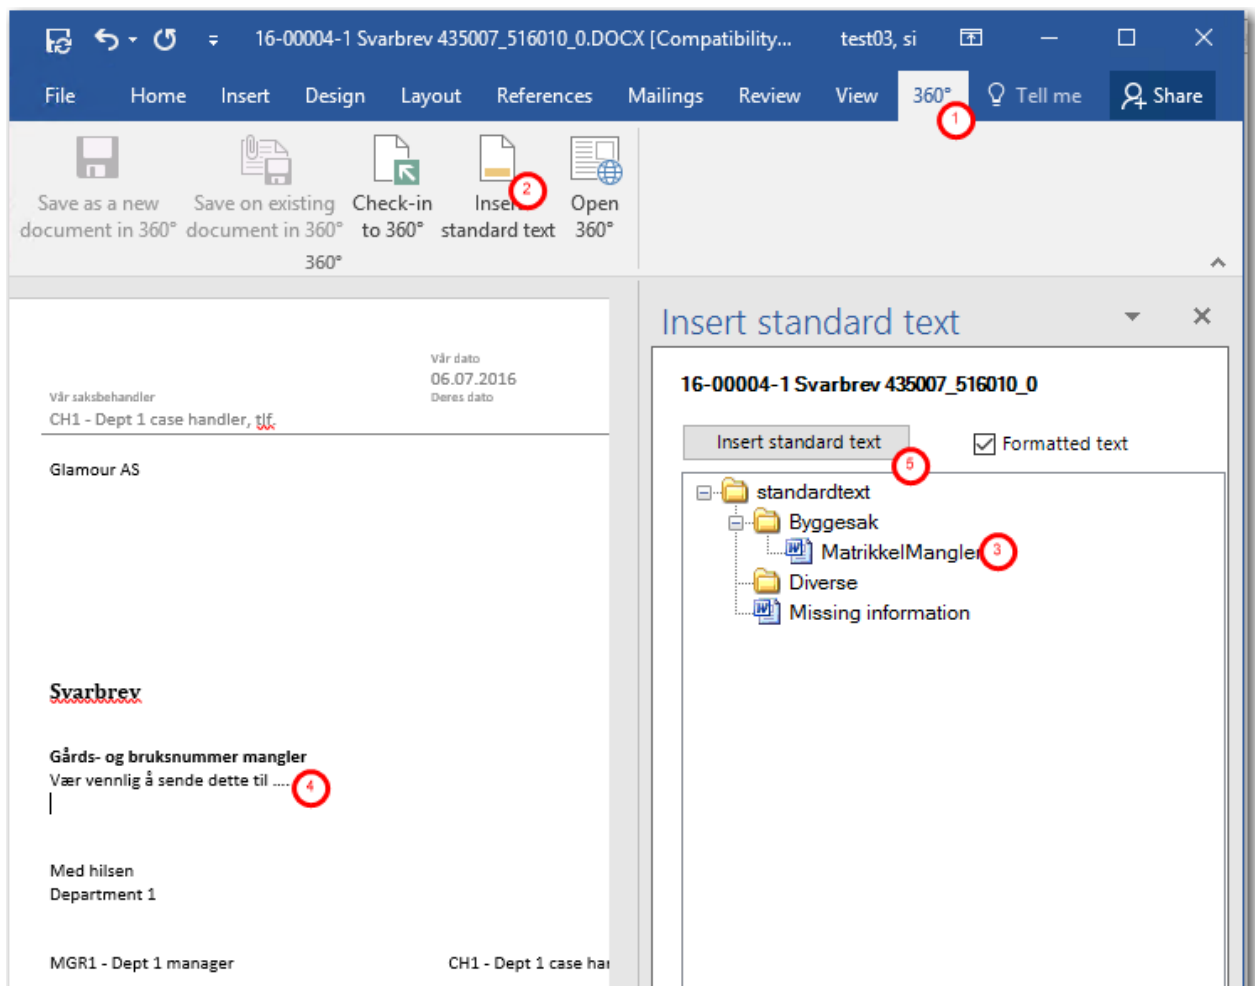 16-00004-1 Svarbrev 435007_516010_0.DOCX [Compatibility... test03, si
File Home Insert Design Layout References Mailings Review View 360° Tell me Share
1
Save as a new document in 360°
Save on existing document in 360°
Check-in to 360°
2
standard text
Open 360°
360°
Insert standard text
16-00004-1 Svarbrev 435007_516010_0
Insert standard text
Formatted text
5
standardtext
Byggesak
MatrikkelMangler
3
Diverse
Missing information
Vår dato
06.07.2016
Vår saksbehandler
Deres dato
CH1 - Dept 1 case handler, tlf.
Glamour AS
Svarbrev
Gårds- og bruksnummer mangler
Vær vennlig å sende dette til .....
4
Med hilsen
Department 1
MGR1 - Dept 1 manager
CH1 - Dept 1 case har